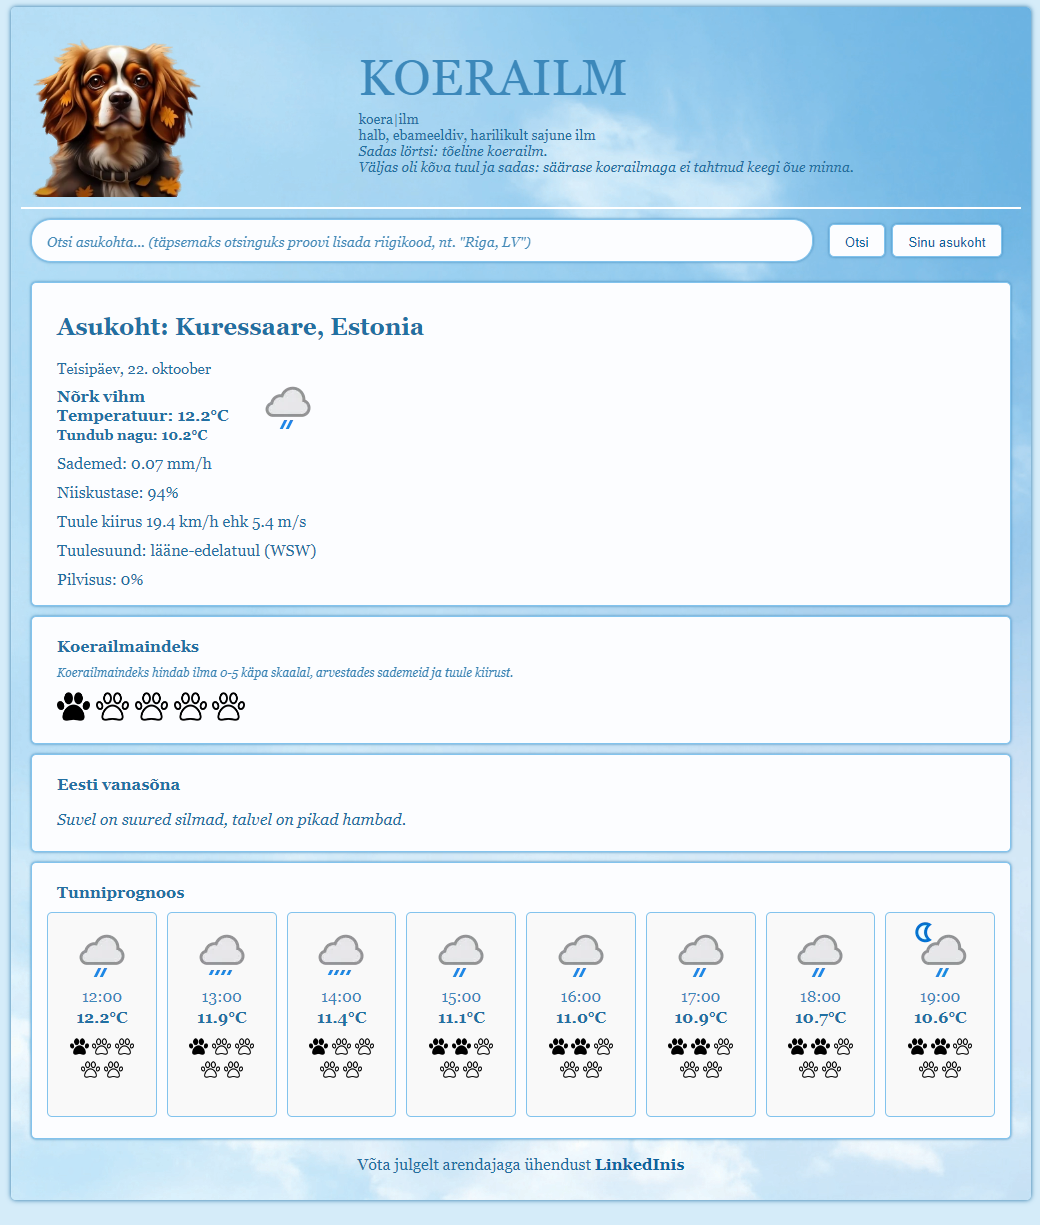 KOERAILM
koera|ilm
halb, ebameeldiv, harilikult sajune ilm
Sadas lörtsi: tõeline koerailm.
Väljas oli kõva tuul ja sadas: säärase koerailmaga ei tahtnud keegi õue minna.
Otsi asukohta... (täpsemaks otsinguks proovi lisada riigikood, nt. "Riga, LV")
Otsi
Sinu asukoht
Asukoht: Kuressaare, Estonia
Teisipäev, 22. oktoober
Nõrk vihm
Temperatuur: 12.2°C
Tundub nagu: 10.2°C
Sademed: 0.07 mm/h
Niiskustase: 94%
Tuule kiirus 19.4 km/h ehk 5.4 m/s
Tuulesuund: lääne-edelatuul (WSW)
Pilvisus: 0%
Koerailmaindeks
Koerailmaindeks hindab ilma 0-5 käpa skaalal, arvestades sademeid ja tuule kiirust.
Eesti vanasõna
Suvel on suured silmad, talvel on pikad hambad.
Tunniprognoos
12:00
12.2°C
13:00
11.9°C
14:00
11.4°C
15:00
11.1°C
16:00
11.0°C
17:00
10.9°C
18:00
10.7°C
19:00
10.6°C
Võta julgelt arendajaga ühendust LinkedInis